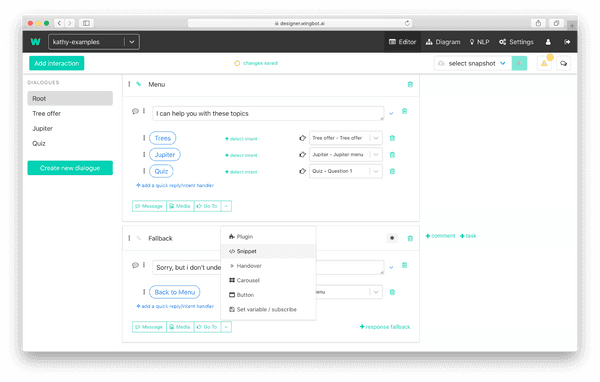 designer.wingbot.ai
W
kathy-examples
Editor
Diagram
NLP
Settings
Add interaction
changes saved
select snapshot
DIALOGUES
Root
Tree offer
Jupiter
Quiz
Create new dialogue
Menu
I can help you with these topics
Trees
+ detect intent
Tree offer - Tree offer
Jupiter
+ detect intent
Jupiter - Jupiter menu
Quiz
+ detect intent
Quiz - Question 1
+ add a quick reply/intent handler
Message
Media
Go To
Fallback
+ comment
+ task
Sorry, but i don't unde
Back to Menu
enu
+ add a quick reply/intent handler
Message
Media
Go To
+ response fallback
Plugin
</> Snippet
Handover
Carousel
Button
Set variable / subscribe